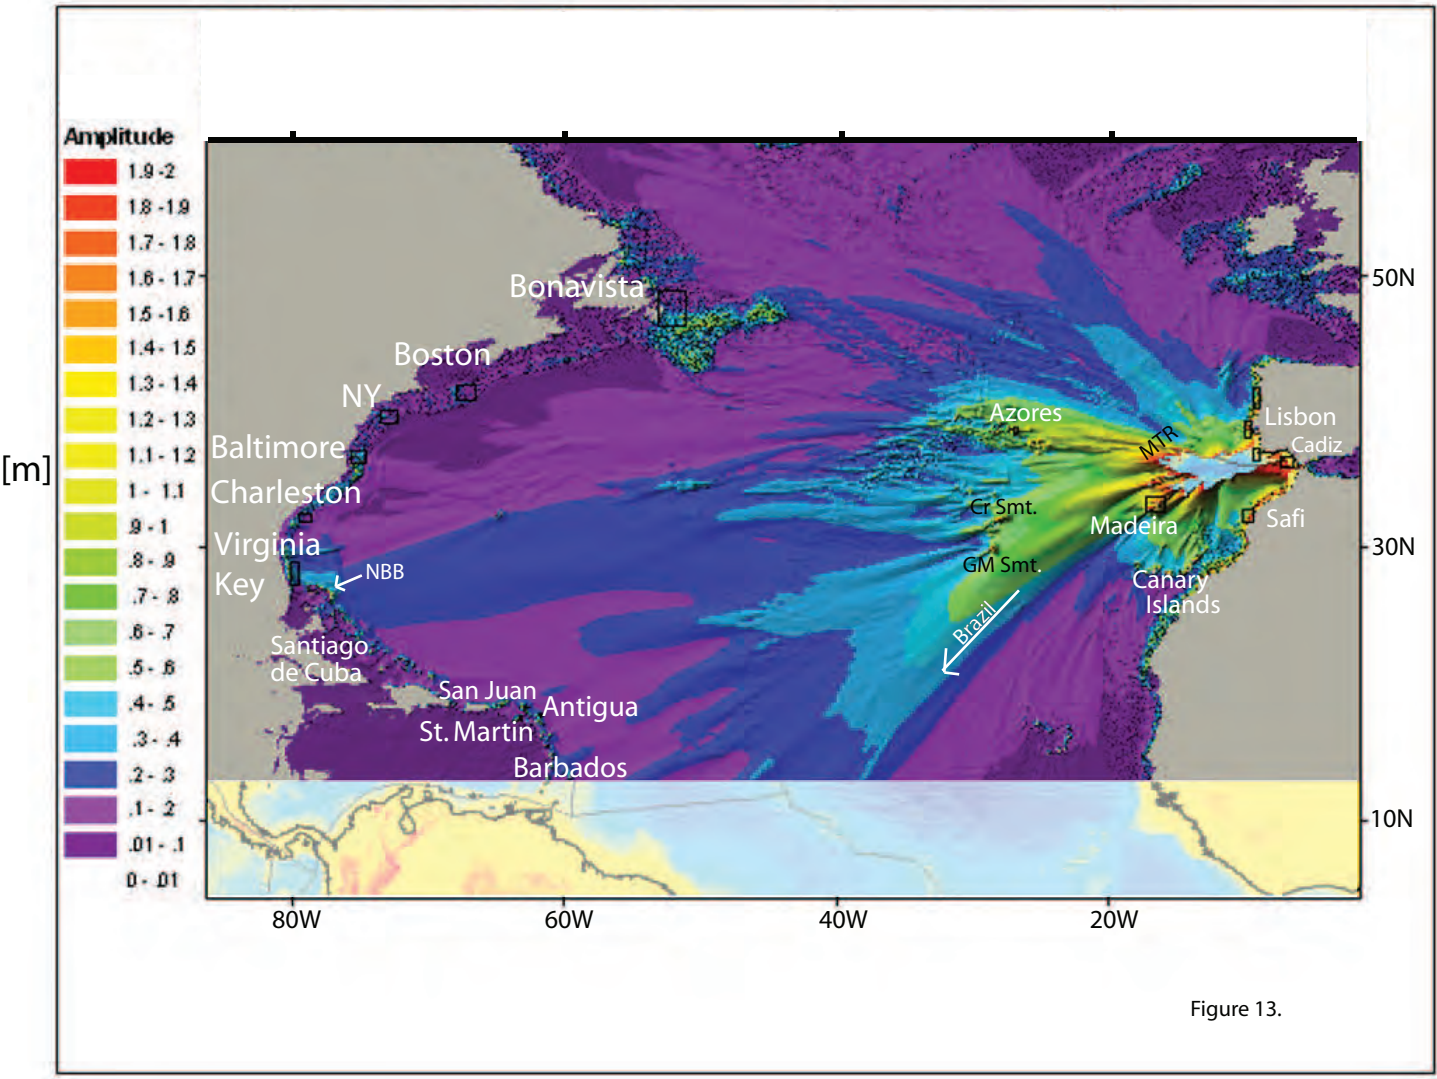 Amplitude
1.9 -2
1.8 -1.9
1.7 - 1.8
1.6 - 1.7
1.5 -1.6
1.4 - 1.5
1.3 - 1.4
1.2 - 1.3
1.1 - 1.2
1 - 1.1
.9 - 1
.8 - .9
.7 - .8
.6 - .7
.5 - .6
.4 - .5
.3 - .4
.2 - .3
.1 - .2
.01 - .1
0 - .01
[m]
Bonavista
Boston
NY
Baltimore
Charleston
Virginia
Key
NBB
Santiago
de Cuba
San Juan
Antigua
St. Martin
Barbados
Azores
MTR
Lisbon
Cadiz
Cr Smt.
Madeira
Safi
GM Smt.
Canary
Islands
Brazil
50N
30N
10N
80W
60W
40W
20W
Figure 13.